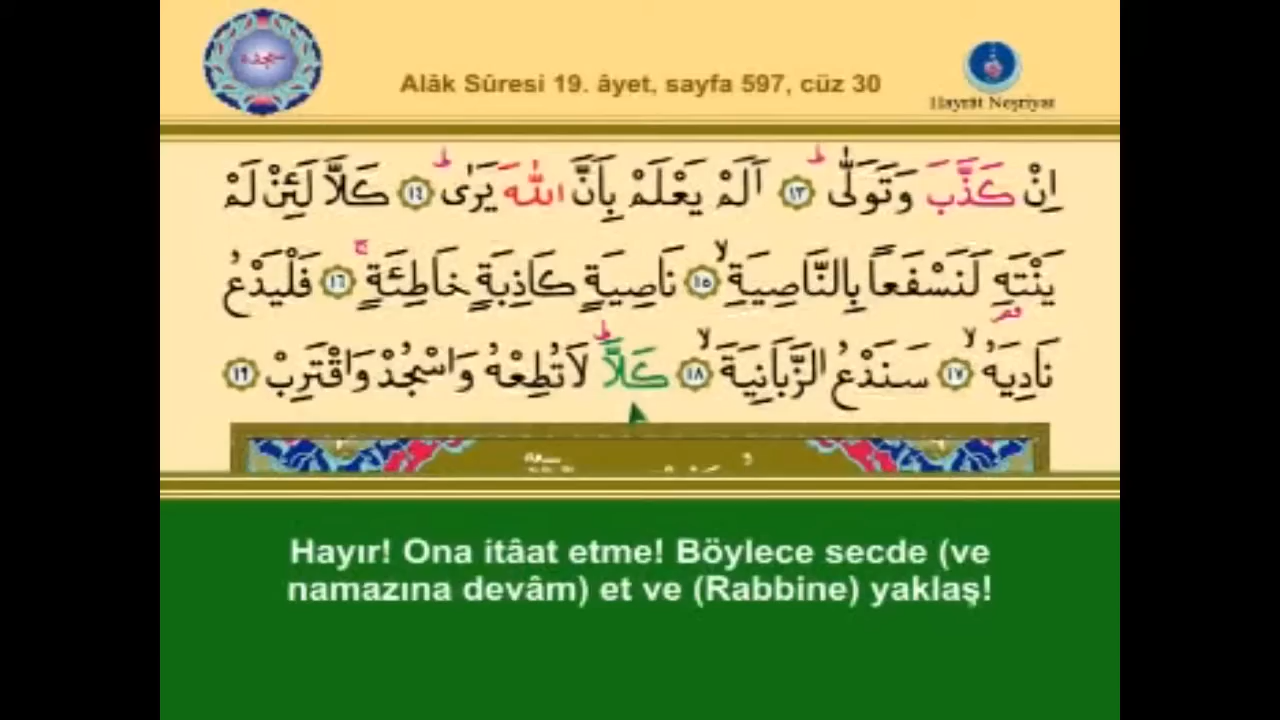 سجده
Alâk Sûresi 19. âyet, sayfa 597, cüz 30
Hayrât Neşriyat
اِنْ كَذَّبَ وَتَوَلّٰىۜ ﴿١٣﴾ اَلَمْ يَعْلَمْ بِاَنَّ اللّٰهَ يَرٰىۜ ﴿١٤﴾ كَلَّا لَئِنْ لَمْ
يَنْتَهِ لَنَسْفَعاً بِالنَّاصِيَةِۙ ﴿١٥﴾ نَاصِيَةٍ كَاذِبَةٍ خَاطِئَةٍۚ ﴿١٦﴾ فَلْيَدْعُ
نَادِيَهُۙ ﴿١٧﴾ سَنَدْعُ الزَّبَانِيَةَۙ ﴿١٨﴾ كَلَّاۜ لَا تُطِعْهُ وَاسْجُدْ وَاقْتَرِبْ ﴿١٩﴾
Hayır! Ona itâat etme! Böylece secde (ve
namazına devâm) et ve (Rabbine) yaklaş!